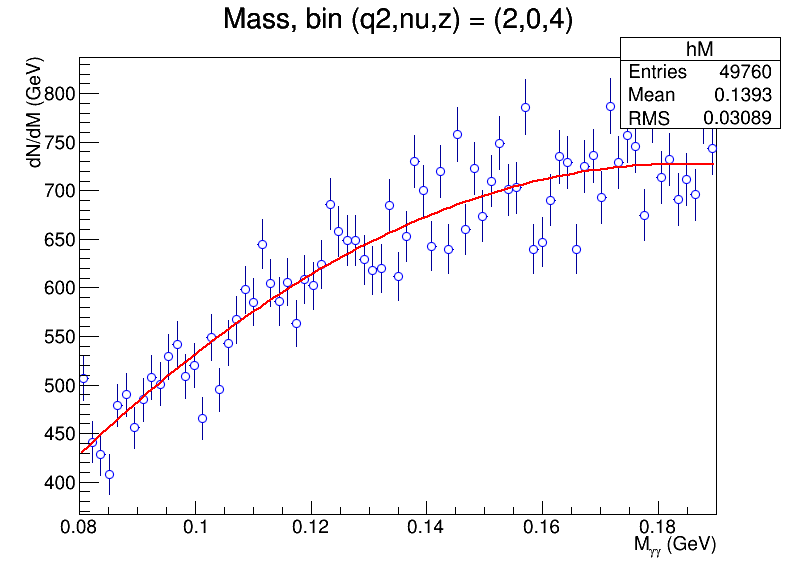 Mass, bin (q2,nu,z) = (2,0,4)
hM
Entries 49760
Mean 0.1393
RMS 0.03089
dN/dM (GeV)
800
750
700
650
600
550
500
450
400
0.08 0.1 0.12 0.14 0.16 0.18
Mγγ (GeV)